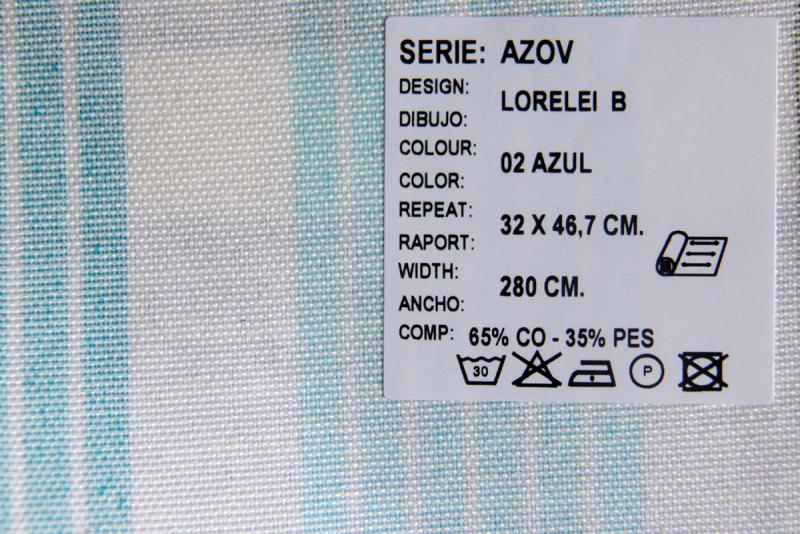 SERIE: AZOV
DESIGN:
LORELEI B
DIBUJO:
COLOUR:
02 AZUL
COLOR:
REPEAT:
32 X 46,7 CM.
RAPORT:
WIDTH:
280 CM.
ANCHO:
COMP: 65% CO - 35% PES
30 P